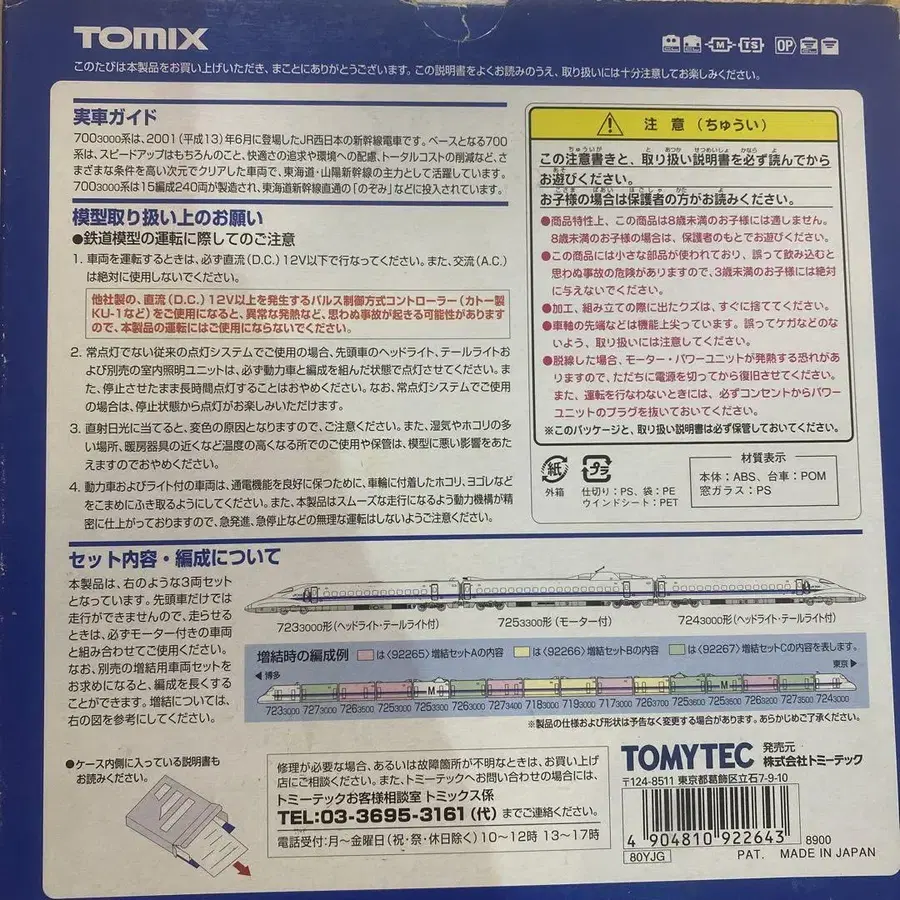 TOMIX
M TS OP
このたびは本製品をお買い上げいただき、まことにありがとうございます。この説明書をよくお読みのうえ、取り扱いには十分注意してお楽しみください。
実車ガイド
700 3000系は、2001(平成13)年6月に登場したJR西日本の新幹線電車です。ベースとなる700
系は、スピードアップはもちろんのこと、快適さの追求や環境への配慮、トータルコストの削減など、さ
まざまな条件を高い次元でクリアした車両で、東海道・山陽新幹線の主力として活躍しています。
700 3000系は15編成240両が製造され、東海道新幹線直通の「のぞみ」などに投入されています。
模型取り扱い上のお願い
●鉄道模型の運転に際してのご注意
1. 車両を運転するときは、必ず直流(D.C.)12V以下で行なってください。また、交流(A.C.)
は絶対に使用しないでください。
他社製の、直流(D.C.)12V以上を発生するパルス制御方式コントローラー(カトー製
KU-1など)をご使用になると、異常な発熱など、思わぬ事故が起きる可能性があります
ので、本製品の運転にはご使用にならないでください。
2. 常点灯でない従来の点灯システムでご使用の場合、先頭車のヘッドライト、テールライトお
よび別売の室内照明ユニットは、必ず動力車と編成を組んだ状態で点灯させてください。ま
た、停止させたまま長時間点灯することはおやめください。なお、常点灯システムでご使用
の場合は、停止状態から点灯がお楽しみいただけます。
3. 直射日光に当てると、変色の原因となりますので、ご注意ください。また、湿気やホコリの多
い場所、暖房器具の近くなど温度の高くなる所でのご使用や保管は、模型に悪い影響をあた
えますのでおやめください。
4. 動力車およびライト付の車両は、通電機能を良好に保つために、車輪に付着したホコリ、ヨゴレなど
をこまめにふき取るようにしてください。また、本製品はスムーズな走行になるよう動力機構が精
密に仕上がっておりますので、急発進、急停止などの無理な運転はしないようご注意ください。
注意(ちゅうい)
この注意書きと、取り扱い説明書を必ず読んでから
お遊びください。
お子様の場合は保護者の方がお読みください。
●商品特性上、この商品は8歳未満のお子様には適しません。
8歳未満のお子様の場合は、保護者のもとでお遊びください。
●この商品には小さな部品が使われており、誤って飲み込むと
思わぬ事故の危険がありますので、3歳未満のお子様には絶対
に与えないでください。
●加工、組み立ての際に出たクズは、すぐに捨ててください。
●車軸の先端などは機能上尖っています。誤ってケガなどのな
いよう、取り扱いには注意してください。
●脱線した場合、モーター・パワーユニットが発熱する恐れがあ
りますので、ただちに電源を切ってから復旧させてください。
また、運転を行なわないときには、必ずコンセントからパワー
ユニットのプラグを抜いておいてください。
※このパッケージと、取り扱い説明書は必ず保管しておいてください。
紙
外箱
プラ
仕切り:PS、袋:PE
ウインドシート:PET
材質表示
本体:ABS、台車:POM
窓ガラス:PS
セット内容・編成について
本製品は、右のような3両セット
となっています。先頭車だけでは
走行ができませんので、走らせる
ときは、必ずモーター付きの車両
と組み合わせてご使用ください。
なお、別売の増結用車両セットを
お求めになると、編成を長くする
ことができます。増結については、
右の図を参考にしてください。
723 3000形(ヘッドライト・テールライト付)
725 3300形(モーター付)
724 3000形(ヘッドライト・テールライト付)
増結時の編成例 は〈92265〉増結セットAの内容 は〈92266〉増結セットBの内容 は〈92267〉増結セットCの内容を表します。
◀博多 東京▶
M M
723 3000 727 3000 726 3500 725 3000 725 3300 726 3000 727 3400 718 3000 719 3000 717 3000 726 3700 725 3600 725 3500 726 3200 727 3500 724 3000
※製品の仕様および形状は予告なく変更する場合があります。あらかじめご了承ください。
●ケース内側に入っている説明書も
お読みください。
修理が必要な場合、あるいは故障箇所が不明なときは、お買い上げ
店にご相談ください。また、トミーテックへお問い合わせの場合には、
トミーテックお客様相談室 トミックス係
TEL:03-3695-3161(代)までご連絡ください。
電話受付:月〜金曜日(祝・祭・休日除く)10〜12時 13〜17時
TOMYTEC 発売元
株式会社トミーテック
〒124-8511 東京都葛飾区立石7-9-10
4 904810 922643
8900
80YJG
PAT. MADE IN JAPAN